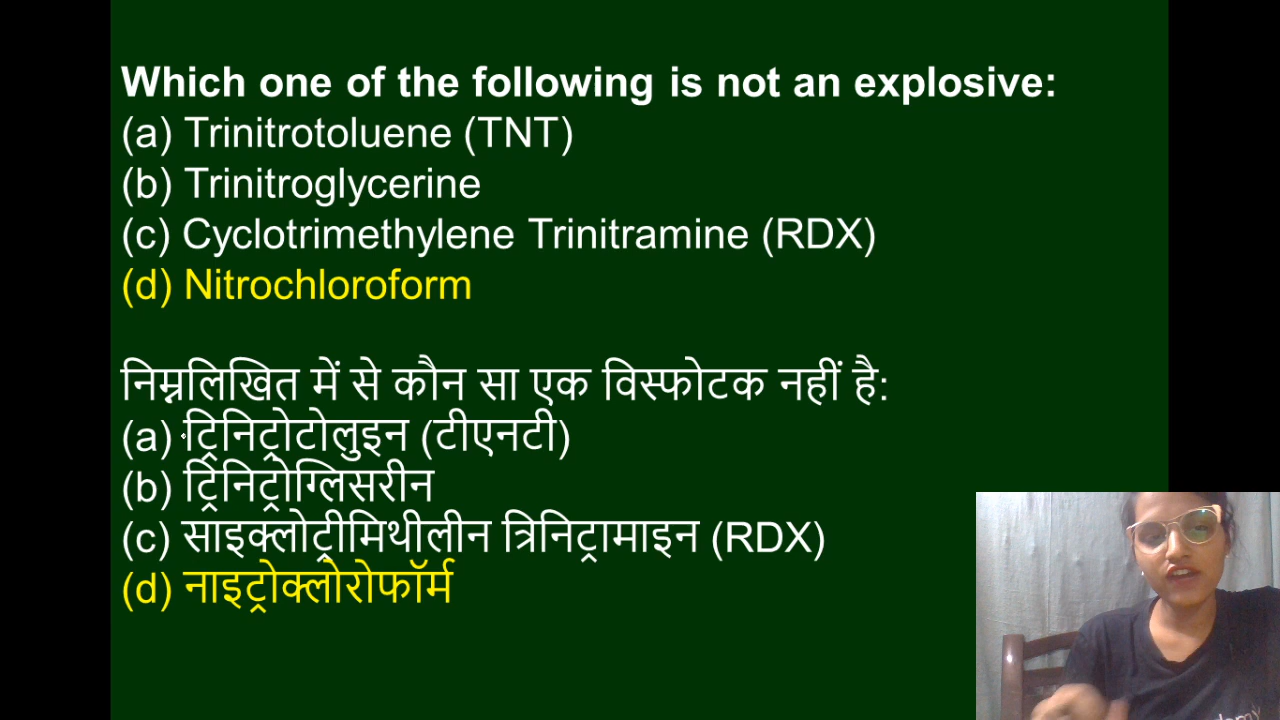 Which one of the following is not an explosive:
(a) Trinitrotoluene (TNT)
(b) Trinitroglycerine
(c) Cyclotrimethylene Trinitramine (RDX)
(d) Nitrochloroform
निम्नलिखित में से कौन सा एक विस्फोटक नहीं है:
(a) ट्रिनिट्रोटोलुइन (टीएनटी)
(b) ट्रिनिट्रोग्लिसरीन
(c) साइक्लोट्रीमिथीलीन त्रिनिट्रामाइन (RDX)
(d) नाइट्रोक्लोरोफॉर्म